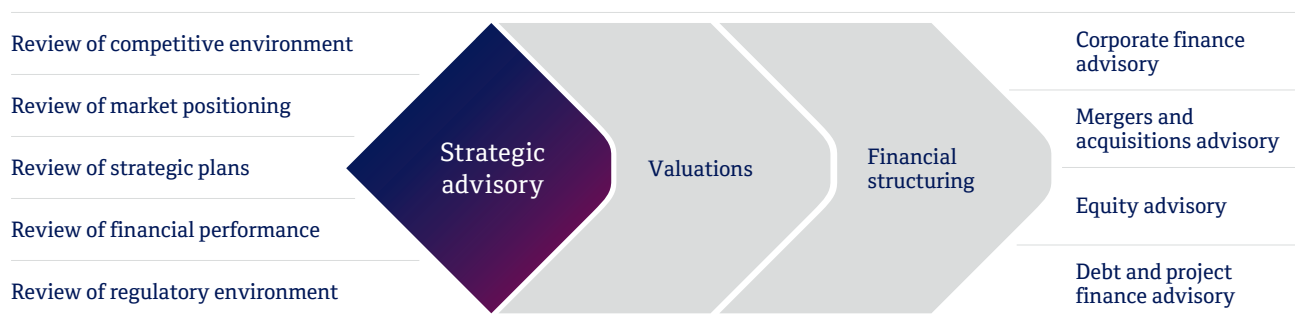 Review of competitive environment
Review of market positioning
Review of strategic plans
Review of financial performance
Review of regulatory environment
Strategic
advisory
Valuations
Financial
structuring
Corporate finance
advisory
Mergers and
acquisitions advisory
Equity advisory
Debt and project
finance advisory